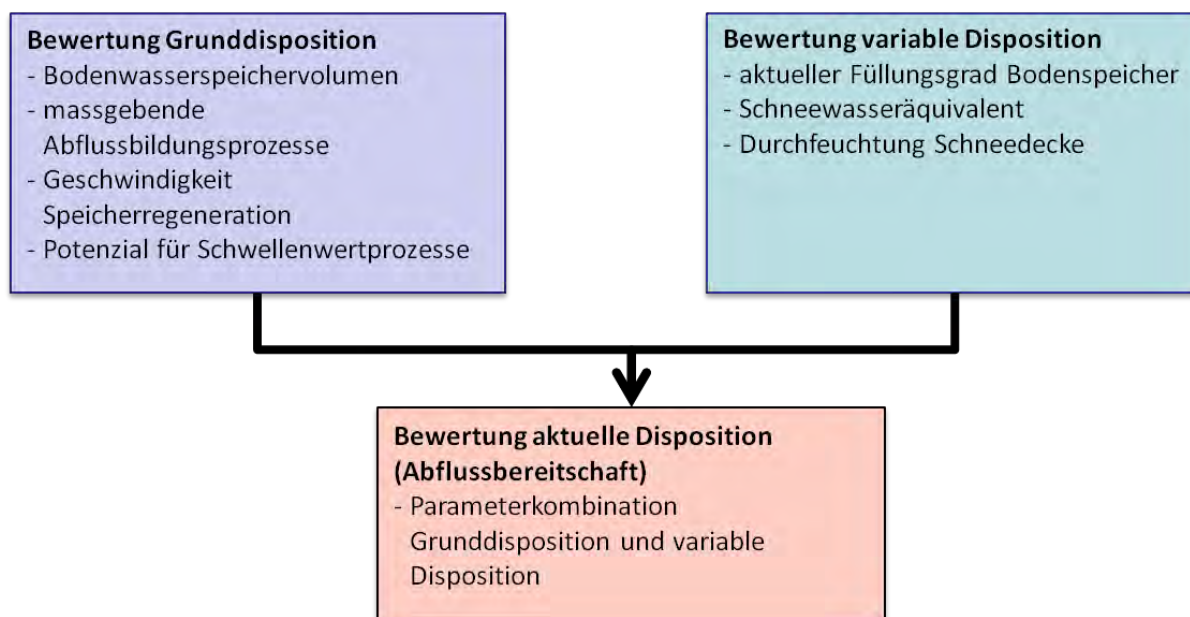 Bewertung Grunddisposition
- Bodenwasserspeichervolumen
- massgebende
Abflussbildungsprozesse
- Geschwindigkeit
Speicherregeneration
- Potenzial für Schwellenwertprozesse
Bewertung variable Disposition
- aktueller Füllungsgrad Bodenspeicher
- Schneewasseräquivalent
- Durchfeuchtung Schneedecke
Bewertung aktuelle Disposition
(Abflussbereitschaft)
- Parameterkombination
Grunddisposition und variable
Disposition